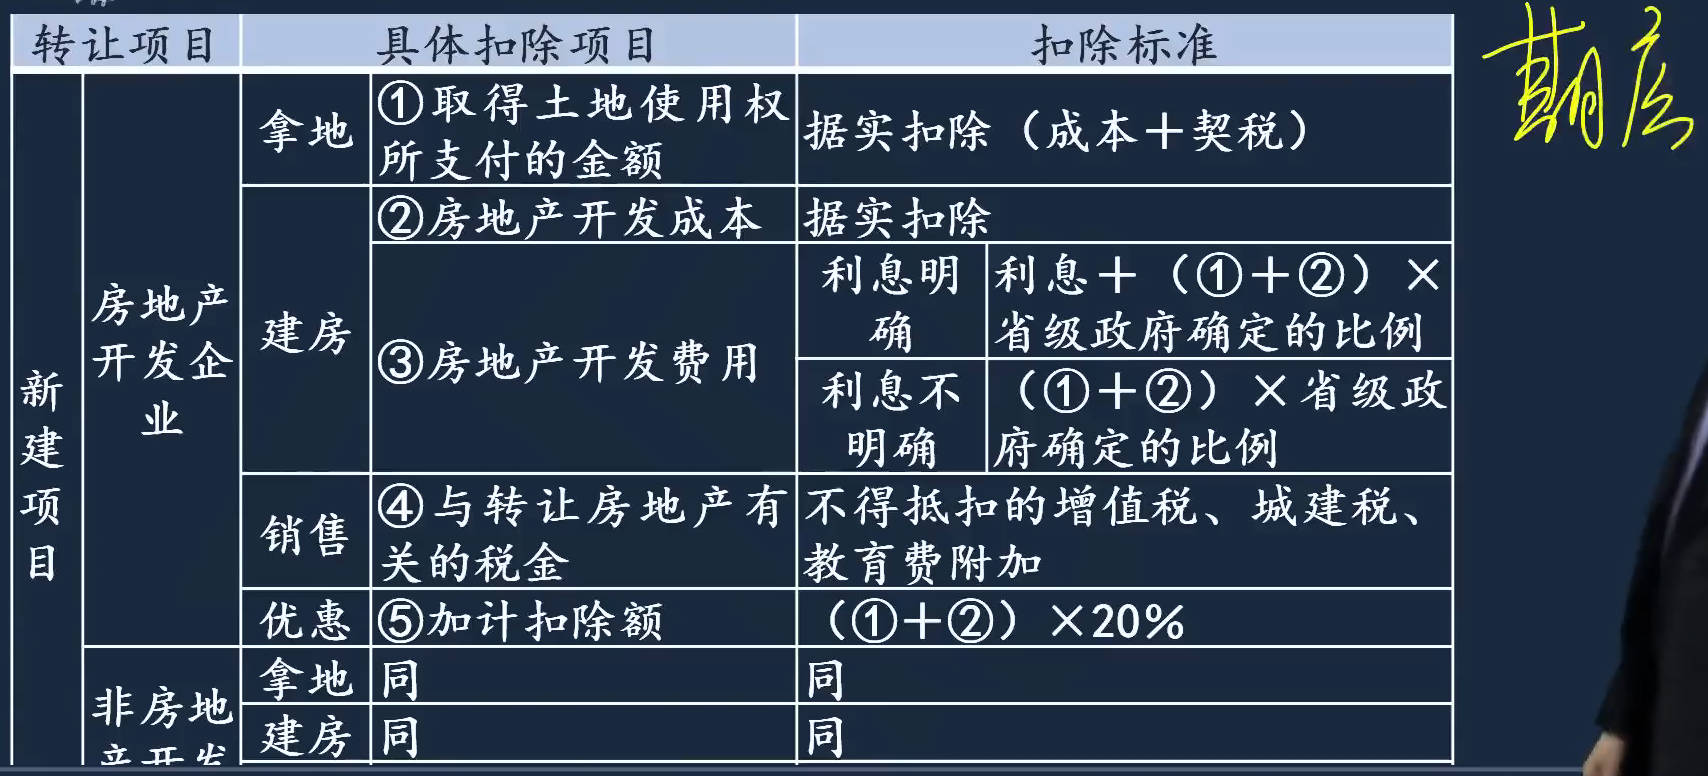 转让项目 具体扣除项目 扣除标准
新建项目
房地产开发企业
拿地 ①取得土地使用权所支付的金额 据实扣除（成本＋契税）
建房 ②房地产开发成本 据实扣除
③房地产开发费用
利息明确 利息＋（①＋②）×省级政府确定的比例
利息不明确 （①＋②）×省级政府确定的比例
销售 ④与转让房地产有关的税金 不得抵扣的增值税、城建税、教育费附加
优惠 ⑤加计扣除额 （①＋②）×20%
非房地产开发
拿地 同 同
建房 同 同
期房